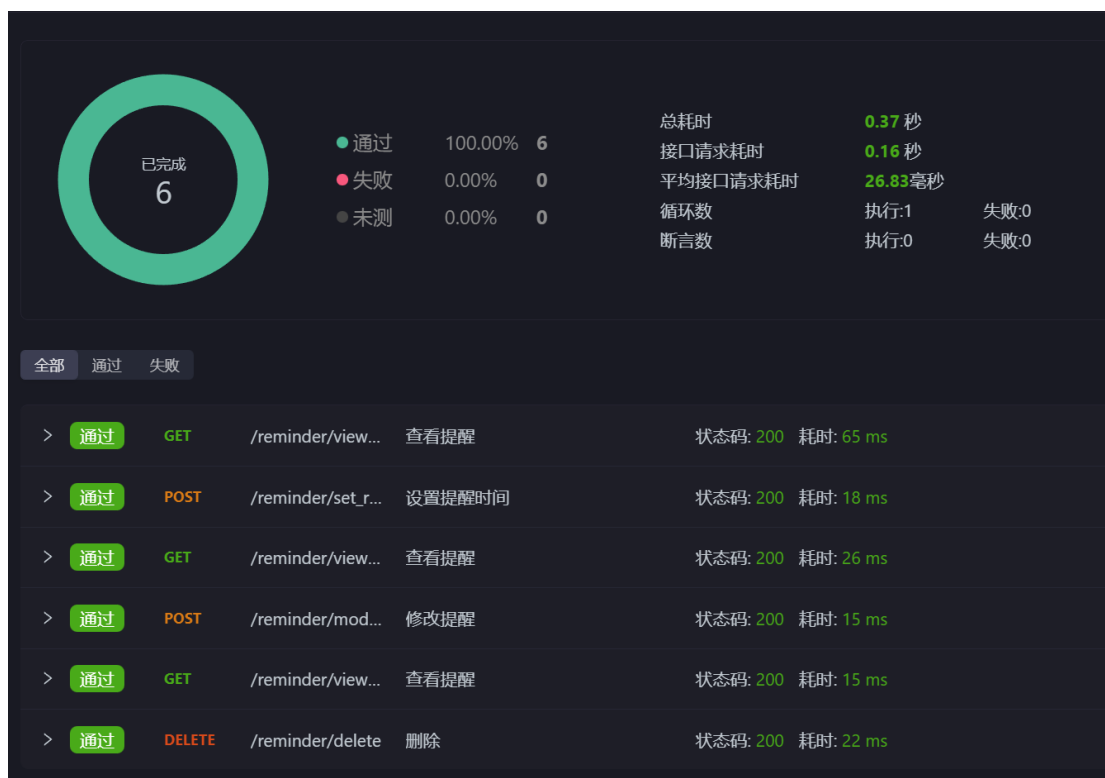 已完成
6
通过 100.00% 6
失败 0.00% 0
未测 0.00% 0
总耗时 0.37 秒
接口请求耗时 0.16 秒
平均接口请求耗时 26.83毫秒
循环数 执行:1 失败:0
断言数 执行:0 失败:0
全部 通过 失败
通过 GET /reminder/view... 查看提醒 状态码: 200 耗时: 65 ms
通过 POST /reminder/set_r... 设置提醒时间 状态码: 200 耗时: 18 ms
通过 GET /reminder/view... 查看提醒 状态码: 200 耗时: 26 ms
通过 POST /reminder/mod... 修改提醒 状态码: 200 耗时: 15 ms
通过 GET /reminder/view... 查看提醒 状态码: 200 耗时: 15 ms
通过 DELETE /reminder/delete 删除 状态码: 200 耗时: 22 ms